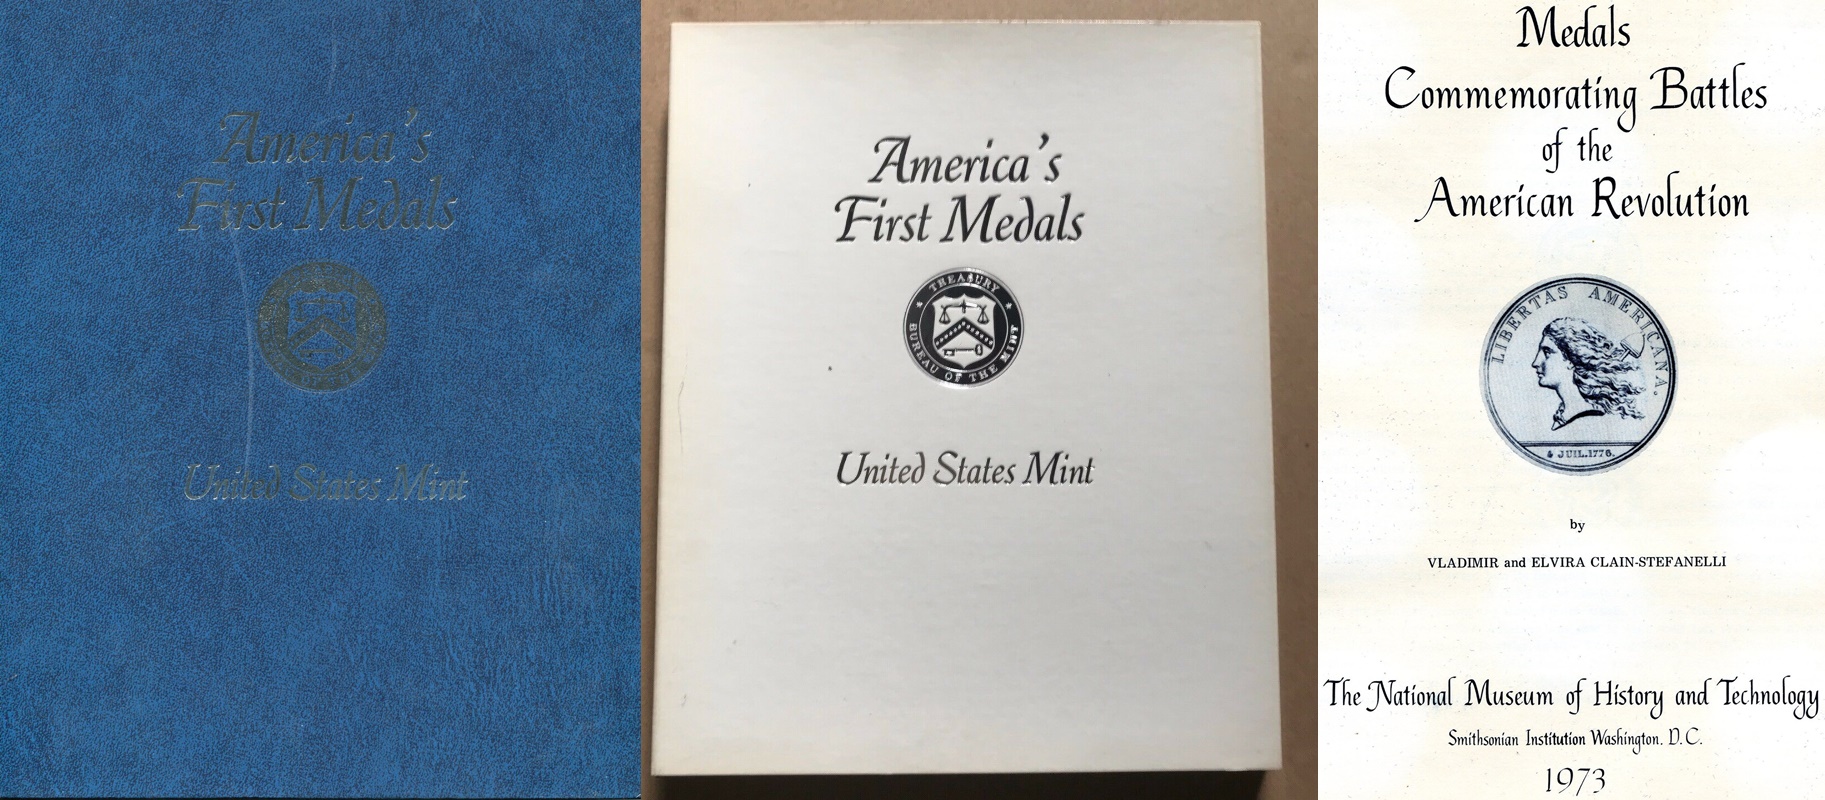 America's
First Medals
United States Mint
America's
First Medals
TREASURY
BUREAU OF THE MINT
United States Mint
Medals
Commemorating Battles
of the
American Revolution
LIBERTAS AMERICANA.
4 JUIL.1776.
by
VLADIMIR and ELVIRA CLAIN-STEFANELLI
The National Museum of History and Technology
Smithsonian Institution Washington, D.C.
1973